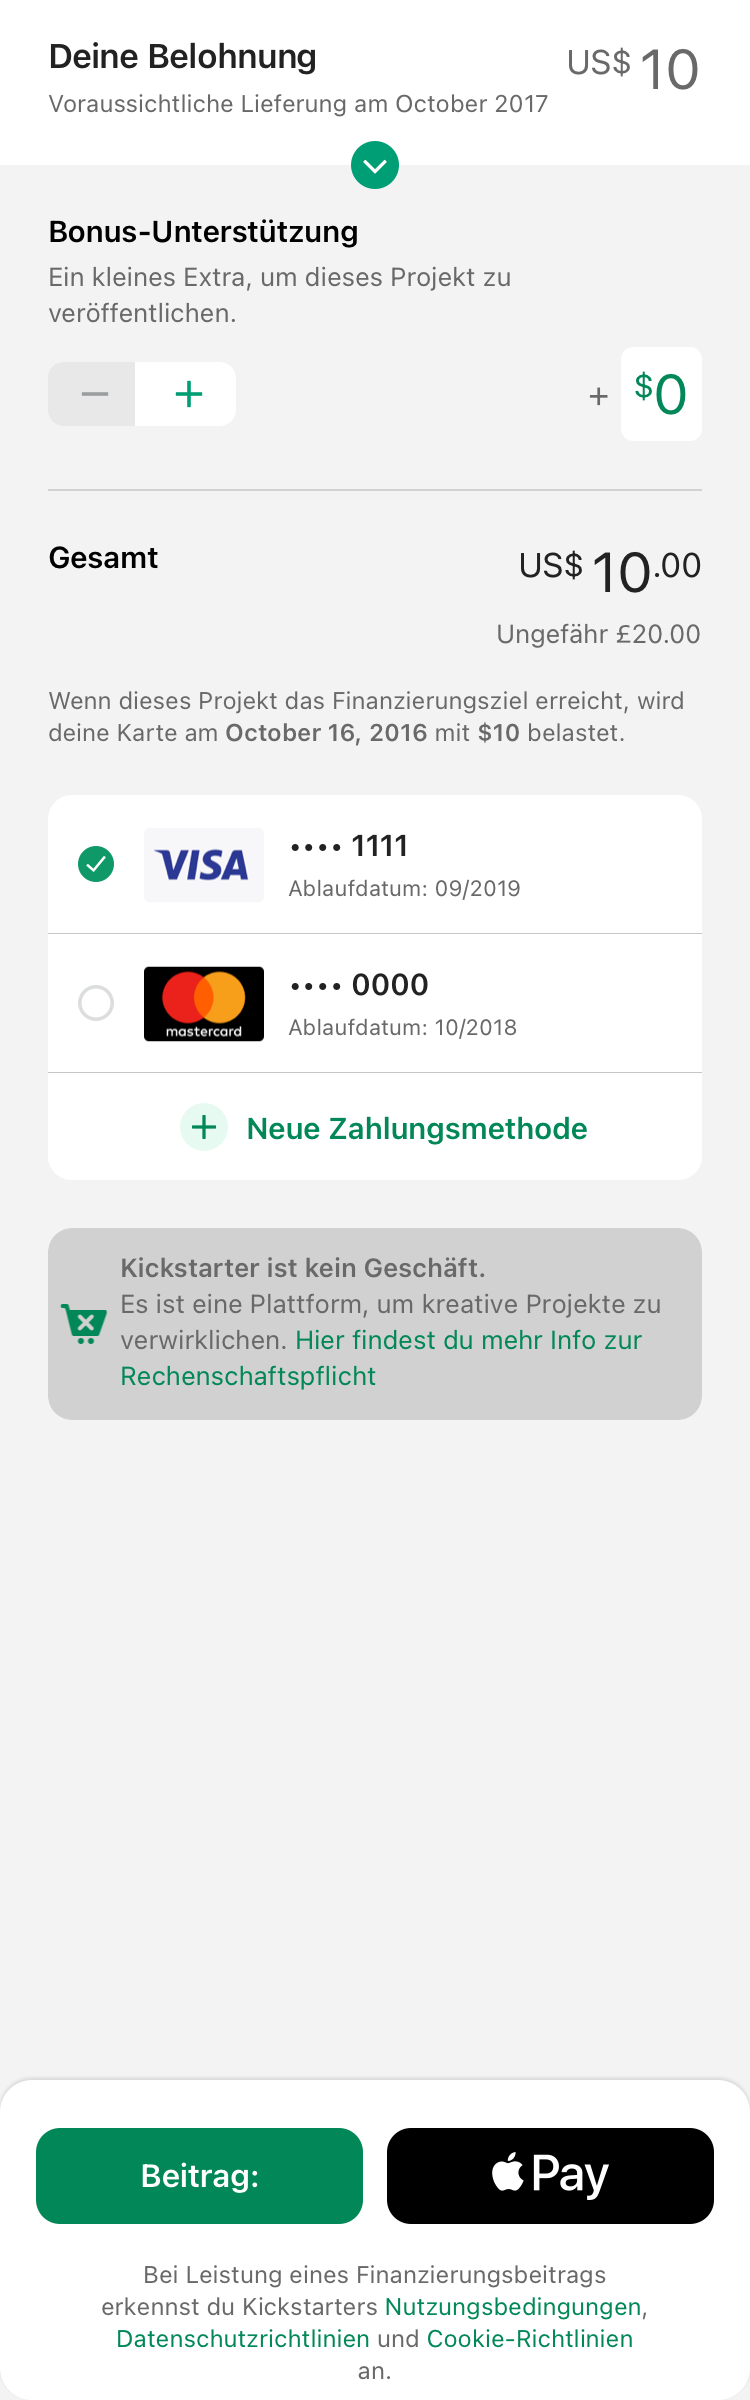 Deine Belohnung
US$ 10
Voraussichtliche Lieferung am October 2017
Bonus-Unterstützung
Ein kleines Extra, um dieses Projekt zu
veröffentlichen.
− +
+ $0
Gesamt
US$ 10.00
Ungefähr £20.00
Wenn dieses Projekt das Finanzierungsziel erreicht, wird
deine Karte am October 16, 2016 mit $10 belastet.
VISA
•••• 1111
Ablaufdatum: 09/2019
mastercard
•••• 0000
Ablaufdatum: 10/2018
+ Neue Zahlungsmethode
Kickstarter ist kein Geschäft.
Es ist eine Plattform, um kreative Projekte zu
verwirklichen. Hier findest du mehr Info zur
Rechenschaftspflicht
Beitrag:
Pay
Bei Leistung eines Finanzierungsbeitrags
erkennst du Kickstarters Nutzungsbedingungen,
Datenschutzrichtlinien und Cookie-Richtlinien
an.